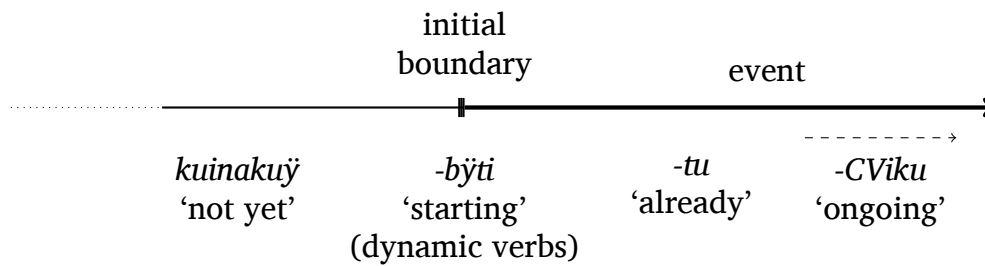 initial
boundary
event
kuinakuÿ
-bÿti
-tu
-CViku
‘not yet’
‘starting’
‘already’
‘ongoing’
(dynamic verbs)